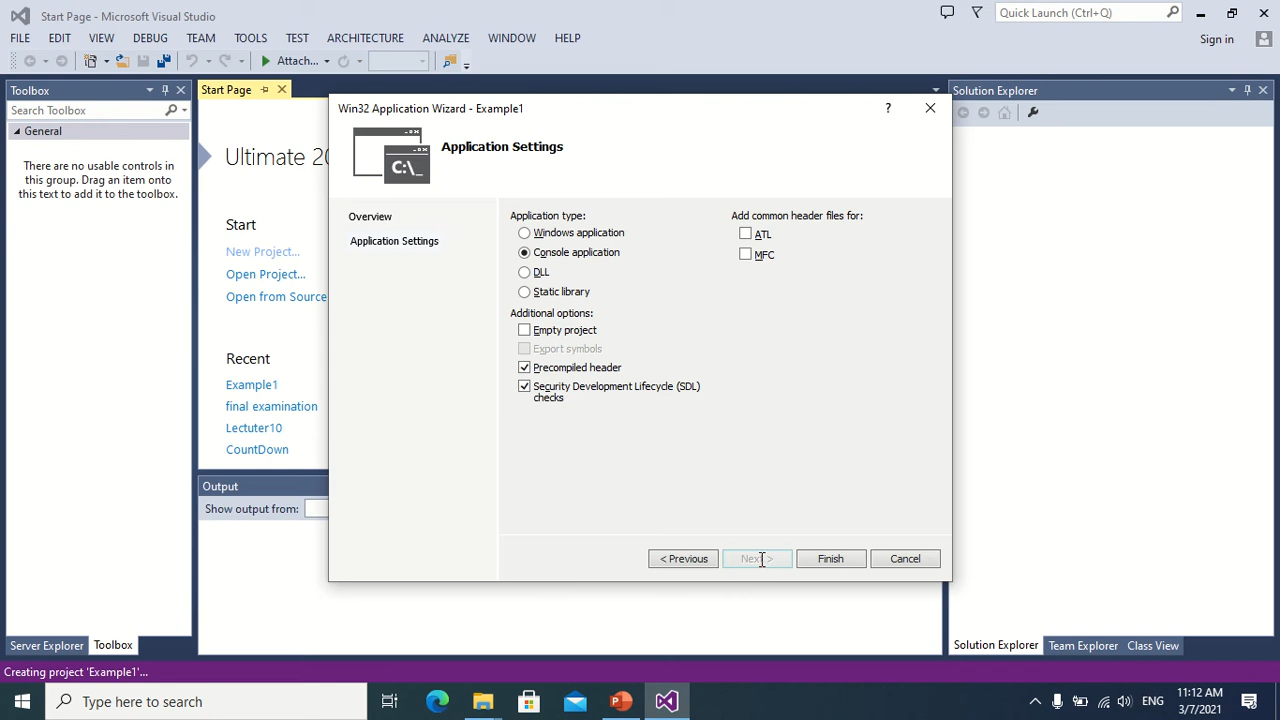 Start Page - Microsoft Visual Studio
Quick Launch (Ctrl+Q)
FILE EDIT VIEW DEBUG TEAM TOOLS TEST ARCHITECTURE ANALYZE WINDOW HELP
Sign in
Attach...
Toolbox
Search Toolbox
General
There are no usable controls in
this group. Drag an item onto
this text to add it to the toolbox.
Start Page
Ultimate 20
Start
New Project...
Open Project...
Open from Source
Recent
Example1
final examination
Lectuter10
CountDown
Output
Show output from:
Win32 Application Wizard - Example1
?
C:\_
Application Settings
Overview
Application Settings
Application type:
Windows application
Console application
DLL
Static library
Additional options:
Empty project
Export symbols
Precompiled header
Security Development Lifecycle (SDL)
checks
Add common header files for:
ATL
MFC
< Previous
Next >
Finish
Cancel
Solution Explorer
Server Explorer
Toolbox
Solution Explorer
Team Explorer
Class View
Creating project 'Example1'...
Type here to search
ENG
11:12 AM
3/7/2021